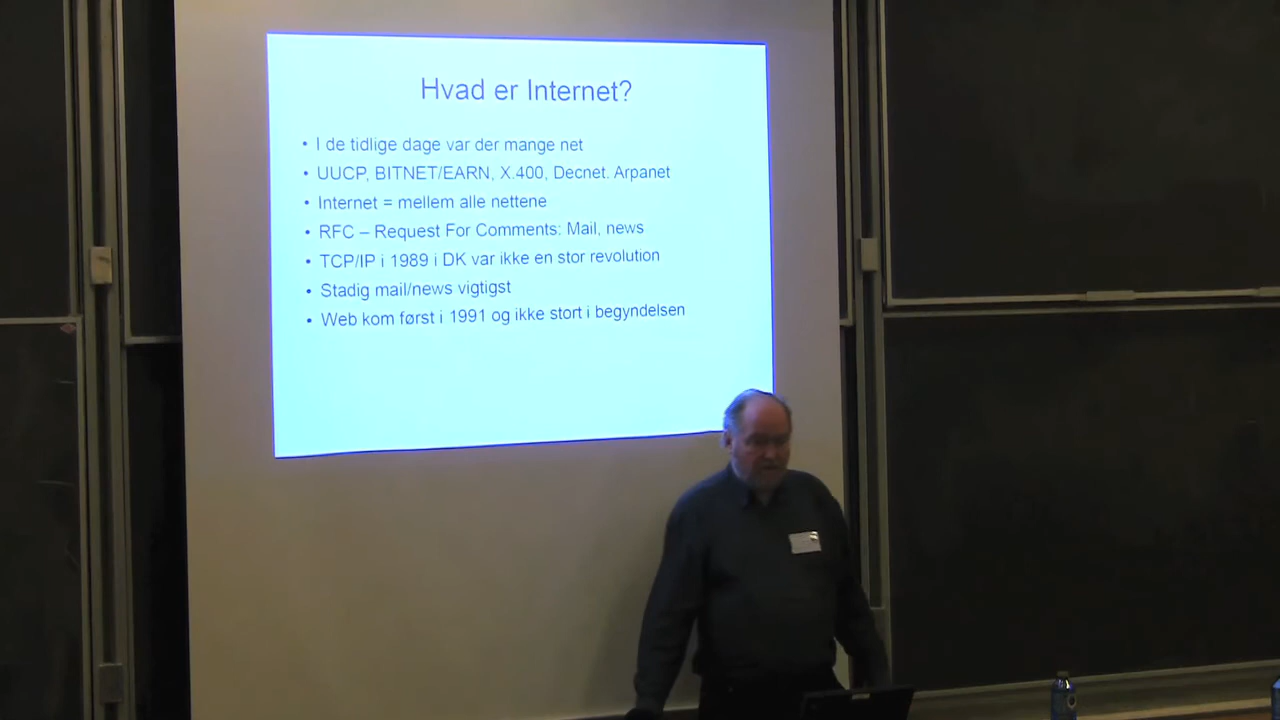 Hvad er Internet?
• I de tidlige dage var der mange net
• UUCP, BITNET/EARN, X.400, Decnet. Arpanet
• Internet = mellem alle nettene
• RFC – Request For Comments: Mail, news
• TCP/IP i 1989 i DK var ikke en stor revolution
• Stadig mail/news vigtigst
• Web kom først i 1991 og ikke stort i begyndelsen